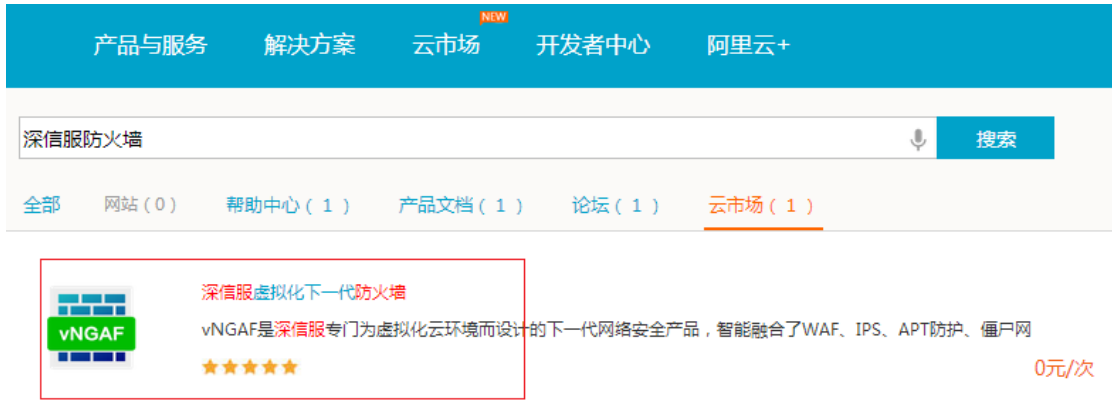 NEW
产品与服务 解决方案 云市场 开发者中心 阿里云+
深信服防火墙 搜索
全部 网站(0) 帮助中心(1) 产品文档(1) 论坛(1) 云市场(1)
深信服虚拟化下一代防火墙
vNGAF
vNGAF是深信服专门为虚拟化云环境而设计的下一代网络安全产品，智能融合了WAF、IPS、APT防护、僵尸网
0元/次